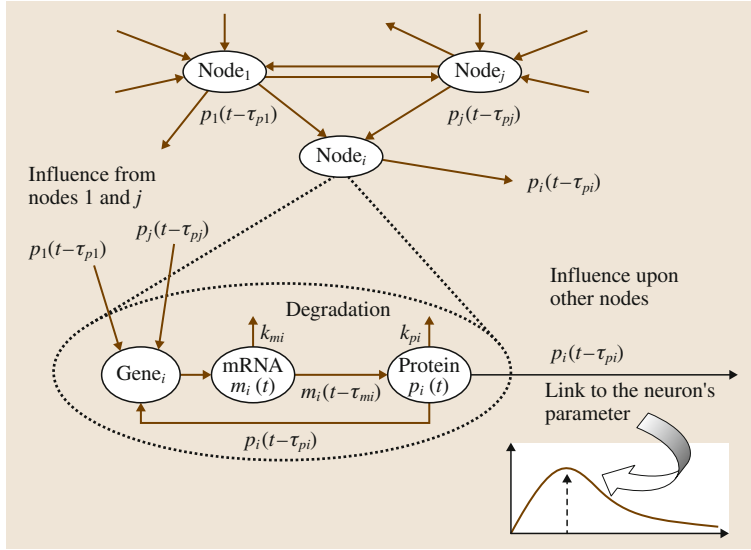 Node₁
Nodeⱼ
p₁(t–τₚ₁)
pⱼ(t–τₚⱼ)
Nodeᵢ
Influence from
nodes 1 and j
pᵢ(t–τₚᵢ)
pⱼ(t–τₚⱼ)
p₁(t–τₚ₁)
Influence upon
other nodes
Degradation
kₘᵢ
kₚᵢ
pᵢ(t–τₚᵢ)
Geneᵢ
mRNA
mᵢ (t)
mᵢ(t–τₘᵢ)
Protein
pᵢ (t)
Link to the neuron's
parameter
pᵢ(t–τₚᵢ)